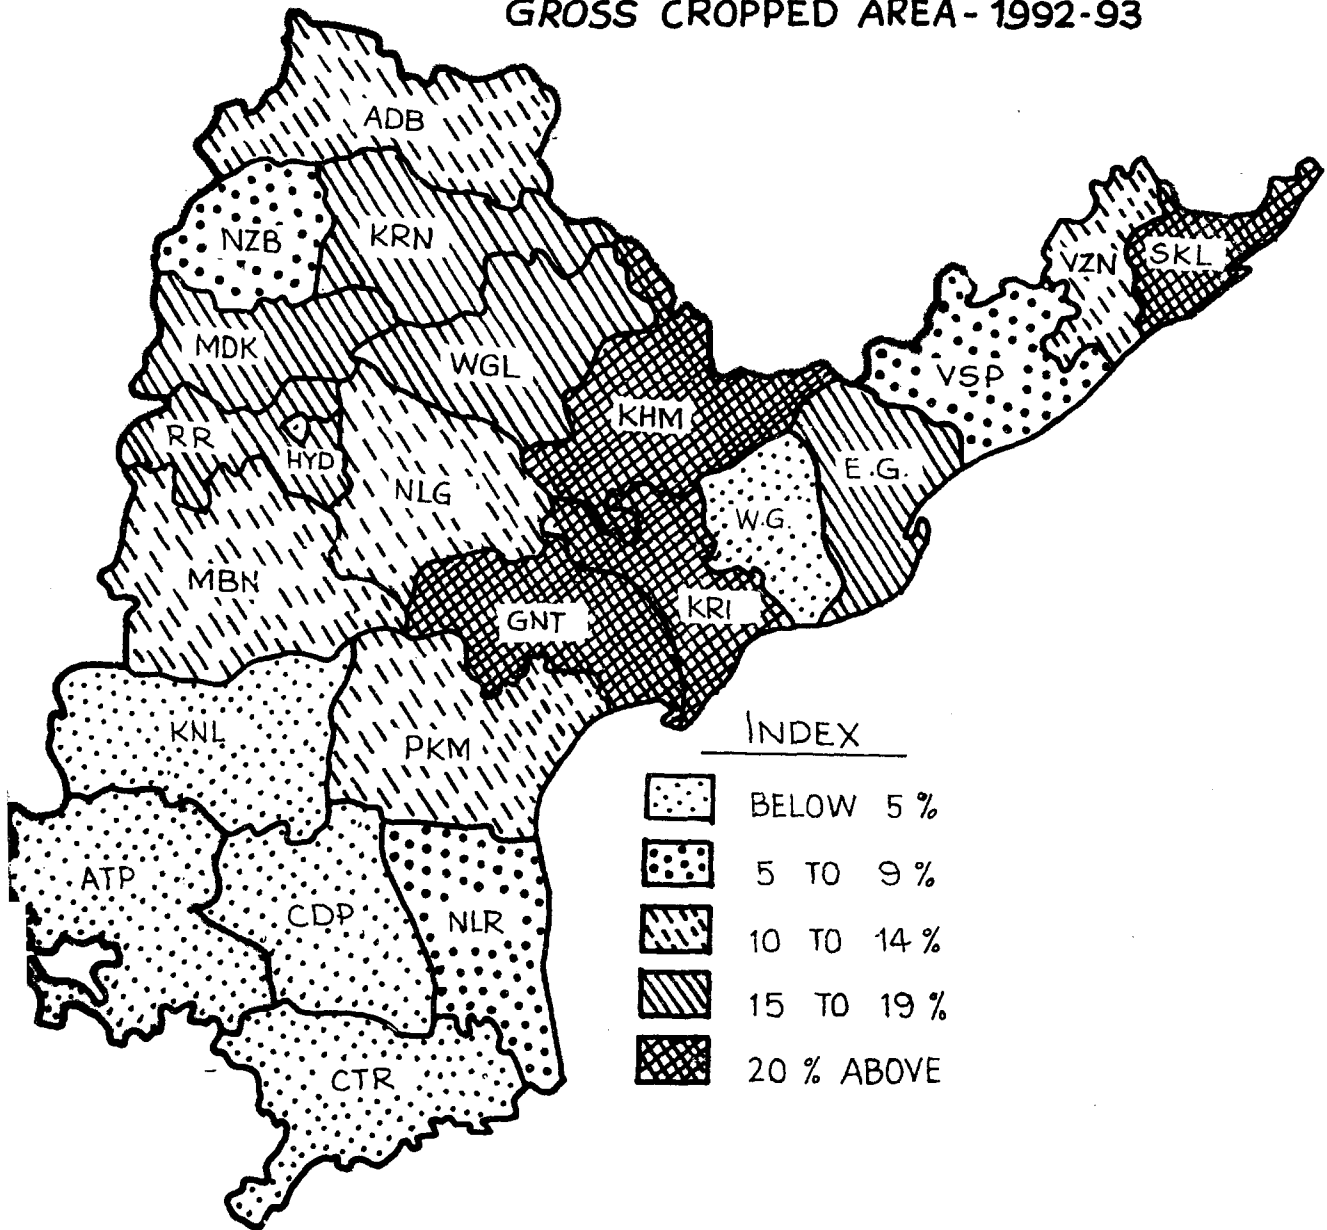 GROSS CROPPED AREA - 1992-93
ADB
NZB
KRN
VZN
SKL
MDK
WGL
VSP
KHM
RR
HYD
NLG
E.G.
W.G.
MBN
GNT
KRI
KNL
PKM
INDEX
BELOW 5 %
5 TO 9 %
10 TO 14 %
15 TO 19 %
20 % ABOVE
ATP
CDP
NLR
CTR